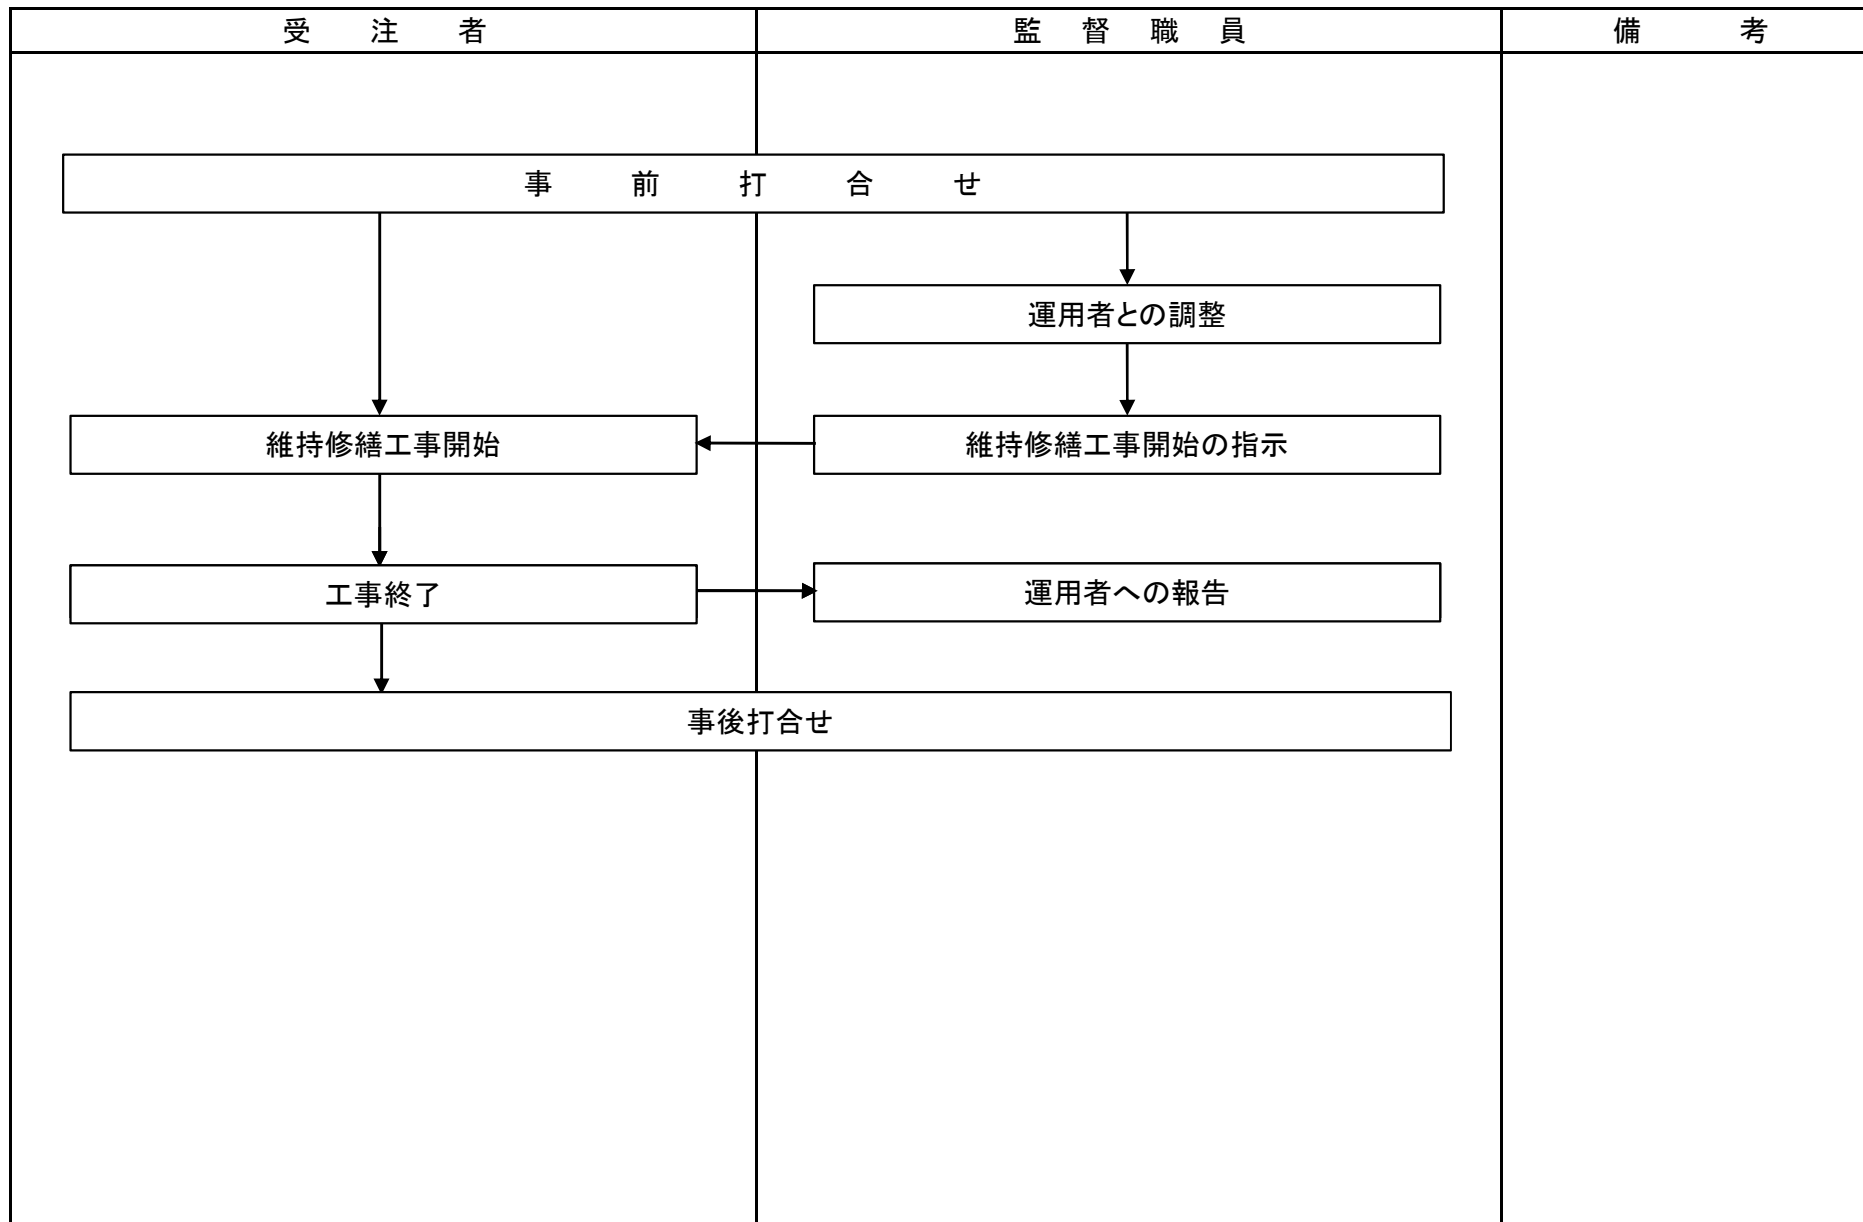 受注者
監督職員
備考
事前打合せ
運用者との調整
維持修繕工事開始
維持修繕工事開始の指示
工事終了
運用者への報告
事後打合せ